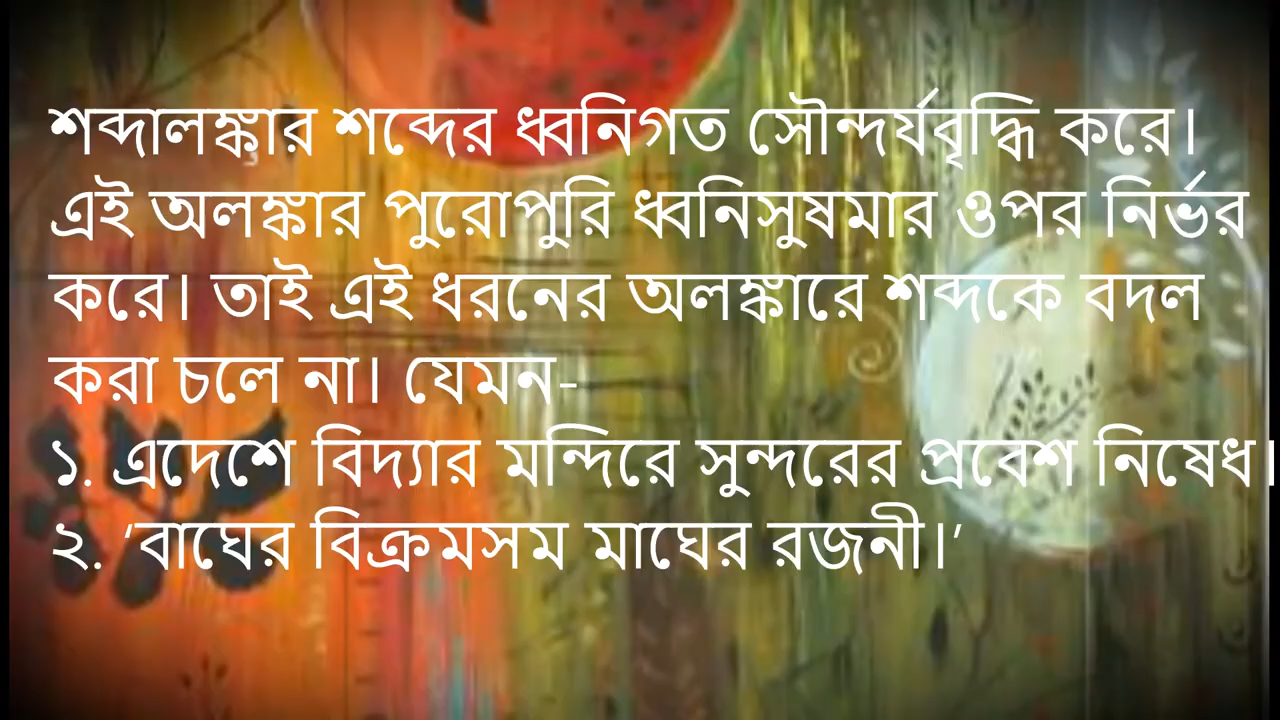 শব্দালঙ্কার শব্দের ধ্বনিগত সৌন্দর্যবৃদ্ধি করে।
এই অলঙ্কার পুরোপুরি ধ্বনিসুষমার ওপর নির্ভর
করে। তাই এই ধরনের অলঙ্কারে শব্দকে বদল
করা চলে না। যেমন-
১. এদেশে বিদ্যার মন্দিরে সুন্দরের প্রবেশ নিষেধ।
২. ‘বাঘের বিক্রমসম মাঘের রজনী।’